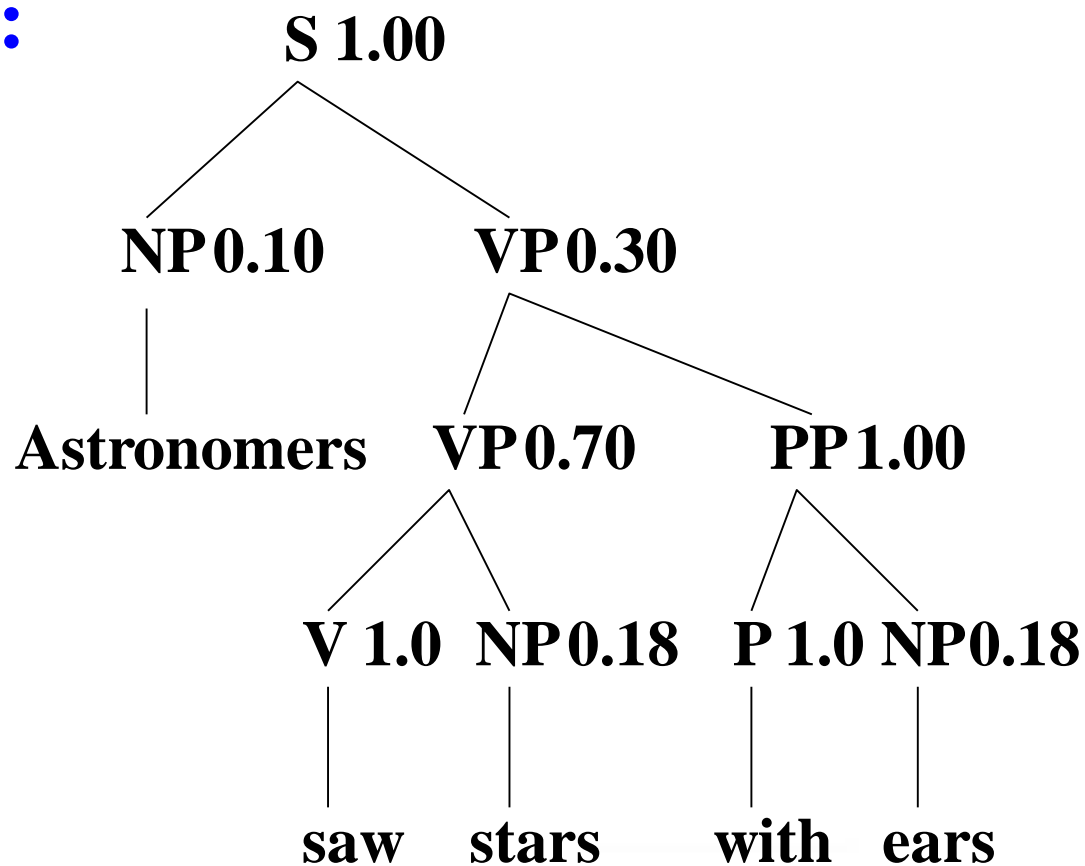 :
S 1.00
NP 0.10 VP 0.30
Astronomers VP 0.70 PP 1.00
V 1.0 NP 0.18 P 1.0 NP 0.18
saw stars with ears